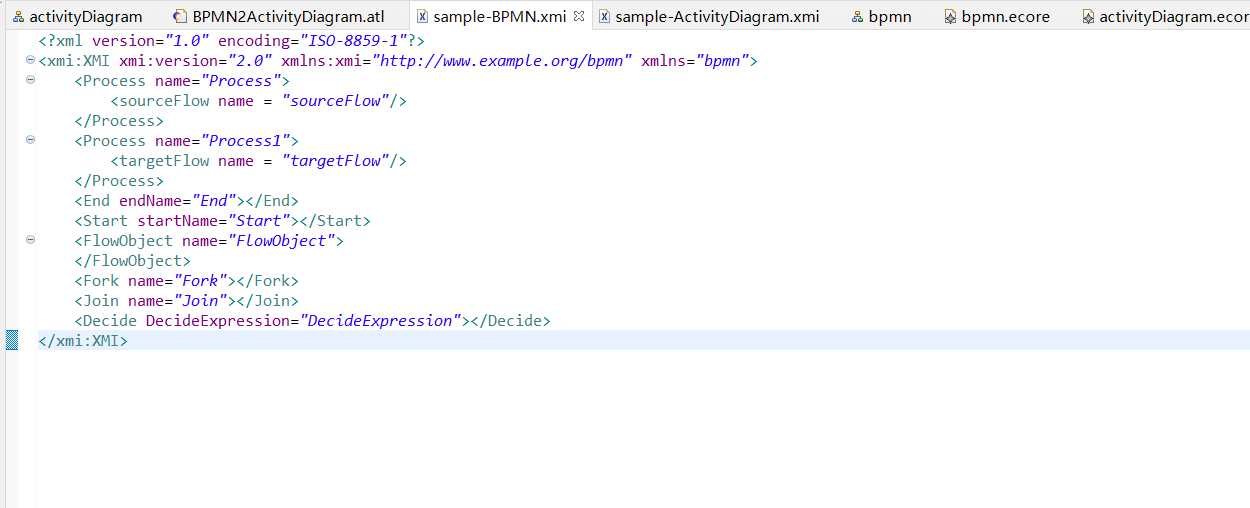 activityDiagram BPMN2ActivityDiagram.atl sample-BPMN.xmi sample-ActivityDiagram.xmi bpmn bpmn.ecore activityDiagram.ecor
<?xml version="1.0" encoding="ISO-8859-1"?>
<xmi:XMI xmi:version="2.0" xmlns:xmi="http://www.example.org/bpmn" xmlns="bpmn">
    <Process name="Process">
        <sourceFlow name = "sourceFlow"/>
    </Process>
    <Process name="Process1">
        <targetFlow name = "targetFlow"/>
    </Process>
    <End endName="End"></End>
    <Start startName="Start"></Start>
    <FlowObject name="FlowObject">
    </FlowObject>
    <Fork name="Fork"></Fork>
    <Join name="Join"></Join>
    <Decide DecideExpression="DecideExpression"></Decide>
</xmi:XMI>